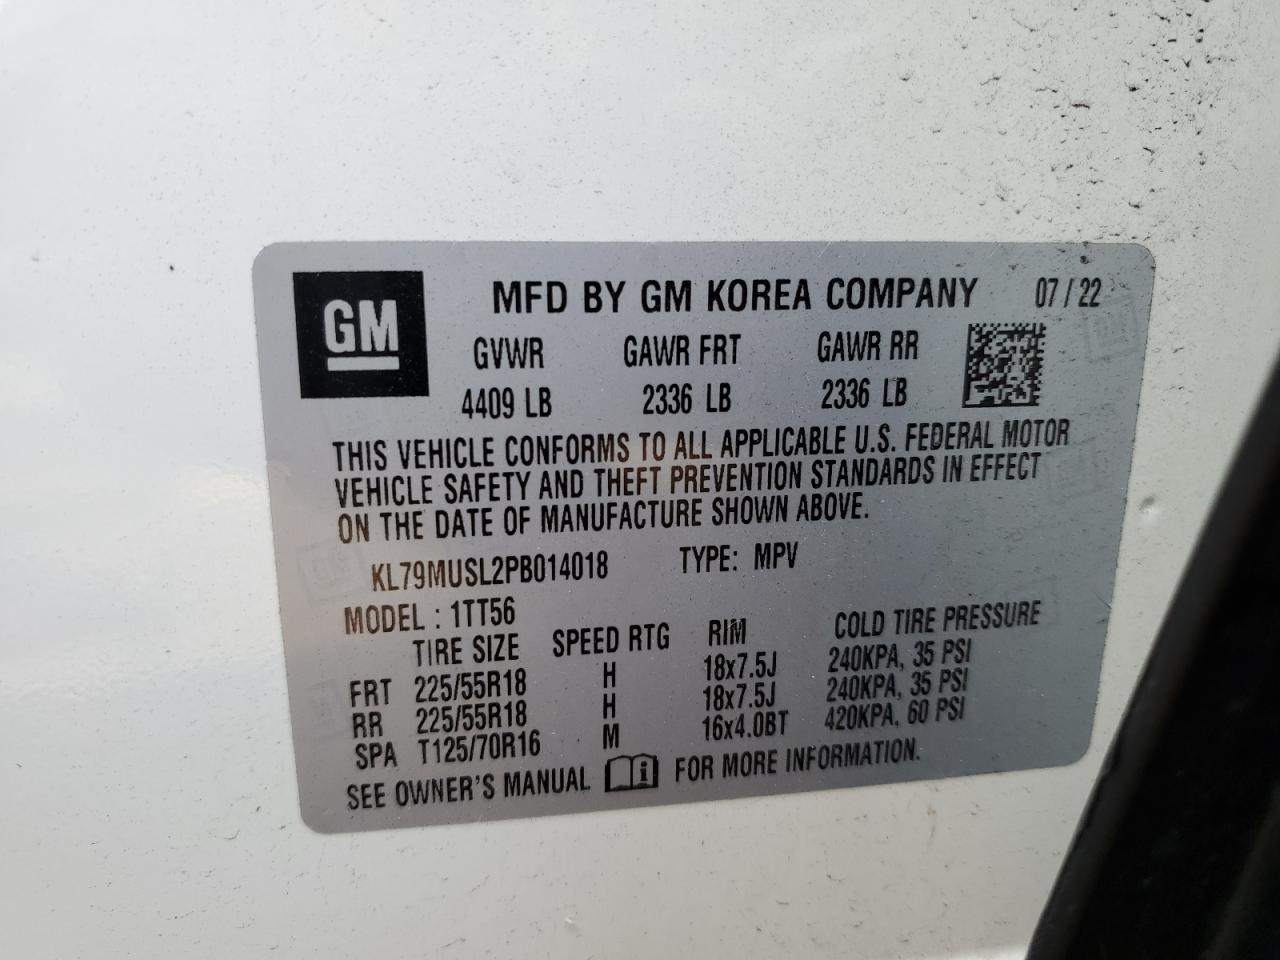 GM
MFD BY GM KOREA COMPANY 07/22
GVWR GAWR FRT GAWR RR
4409 LB 2336 LB 2336 LB
THIS VEHICLE CONFORMS TO ALL APPLICABLE U.S. FEDERAL MOTOR
VEHICLE SAFETY AND THEFT PREVENTION STANDARDS IN EFFECT
ON THE DATE OF MANUFACTURE SHOWN ABOVE.
KL79MUSL2PB014018 TYPE: MPV
MODEL : 1TT56
TIRE SIZE SPEED RTG RIM COLD TIRE PRESSURE
FRT 225/55R18 H 18x7.5J 240KPA, 35 PSI
RR 225/55R18 H 18x7.5J 240KPA, 35 PSI
SPA T125/70R16 M 16x4.0BT 420KPA, 60 PSI
SEE OWNER'S MANUAL i FOR MORE INFORMATION.